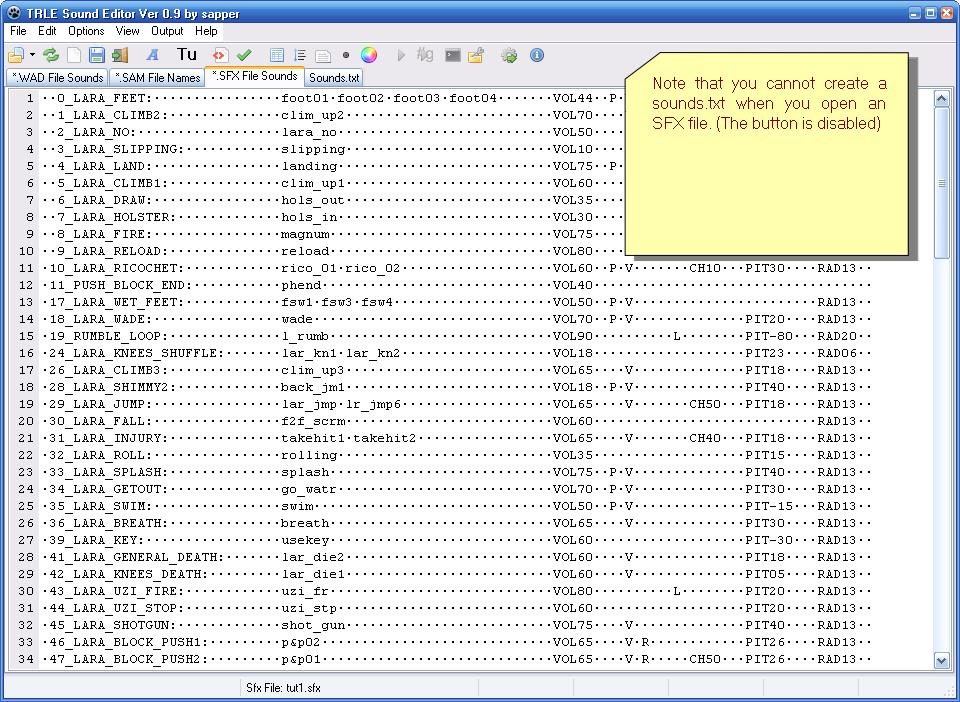 TRLE Sound Editor Ver 0.9 by sapper
File Edit Options View Output Help
Tu
*.WAD File Sounds *.SAM File Names *.SFX File Sounds Sounds.txt
Note that you cannot create a
sounds.txt when you open an
SFX file. (The button is disabled)
1 ··0_LARA_FEET:···············foot01·foot02·foot03·foot04·······VOL44··P·
2 ··1_LARA_CLIMB2:·············clim_up2··························VOL70···
3 ··2_LARA_NO:·················lara_no···························VOL50···
4 ··3_LARA_SLIPPING:···········slipping··························VOL10···
5 ··4_LARA_LAND:···············landing···························VOL75··P·
6 ··5_LARA_CLIMB1:·············clim_up1··························VOL60···
7 ··6_LARA_DRAW:···············hols_out··························VOL35···
8 ··7_LARA_HOLSTER:············hols_in···························VOL30···
9 ··8_LARA_FIRE:···············magnum····························VOL75···
10 ··9_LARA_RELOAD:·············reload····························VOL80···
11 ·10_LARA_RICOCHET:···········rico_01·rico_02···················VOL60··P·V·······CH10···PIT30····RAD13··
12 ·11_PUSH_BLOCK_END:··········phend·····························VOL40···································
13 ·17_LARA_WET_FEET:···········fsw1·fsw3·fsw4····················VOL50··P·V·······················RAD13··
14 ·18_LARA_WADE:···············wade······························VOL70··P·V··············PIT20····RAD13··
15 ·19_RUMBLE_LOOP:·············l_rumb····························VOL90··········L········PIT-80···RAD20··
16 ·24_LARA_KNEES_SHUFFLE:······lar_kn1·lar_kn2···················VOL18···················PIT23····RAD06··
17 ·26_LARA_CLIMB3:·············clim_up3··························VOL65····V··············PIT18····RAD13··
18 ·28_LARA_SHIMMY2:············back_jm1··························VOL18··P·V··············PIT40····RAD13··
19 ·29_LARA_JUMP:···············lar_jmp·lr_jmp6···················VOL65····V·······CH50···PIT18····RAD13··
20 ·30_LARA_FALL:···············f2f_scrm··························VOL60····························RAD13··
21 ·31_LARA_INJURY:·············takehit1·takehit2·················VOL65····V·······CH40···PIT18····RAD13··
22 ·32_LARA_ROLL:···············rolling···························VOL35···················PIT15····RAD13··
23 ·33_LARA_SPLASH:·············splash····························VOL75··P·V··············PIT40····RAD13··
24 ·34_LARA_GETOUT:·············go_watr···························VOL70··P·V··············PIT30····RAD13··
25 ·35_LARA_SWIM:···············swim······························VOL50··P·V··············PIT-15···RAD13··
26 ·36_LARA_BREATH:·············breath····························VOL65····V··············PIT30····RAD13··
27 ·39_LARA_KEY:················usekey····························VOL60···················PIT-30···RAD13··
28 ·41_LARA_GENERAL_DEATH:······lar_die2··························VOL60····V··············PIT18····RAD13··
29 ·42_LARA_KNEES_DEATH:········lar_die1··························VOL60····V··············PIT05····RAD13··
30 ·43_LARA_UZI_FIRE:···········uzi_fr····························VOL80··········L········PIT20····RAD13··
31 ·44_LARA_UZI_STOP:···········uzi_stp···························VOL60···················PIT20····RAD13··
32 ·45_LARA_SHOTGUN:············shot_gun··························VOL75····V··············PIT40····RAD13··
33 ·46_LARA_BLOCK_PUSH1:········p&p02·····························VOL65····V·R············PIT26····RAD13··
34 ·47_LARA_BLOCK_PUSH2:········p&p01·····························VOL65····V·R·····CH50···PIT26····RAD13··
Sfx File: tut1.sfx